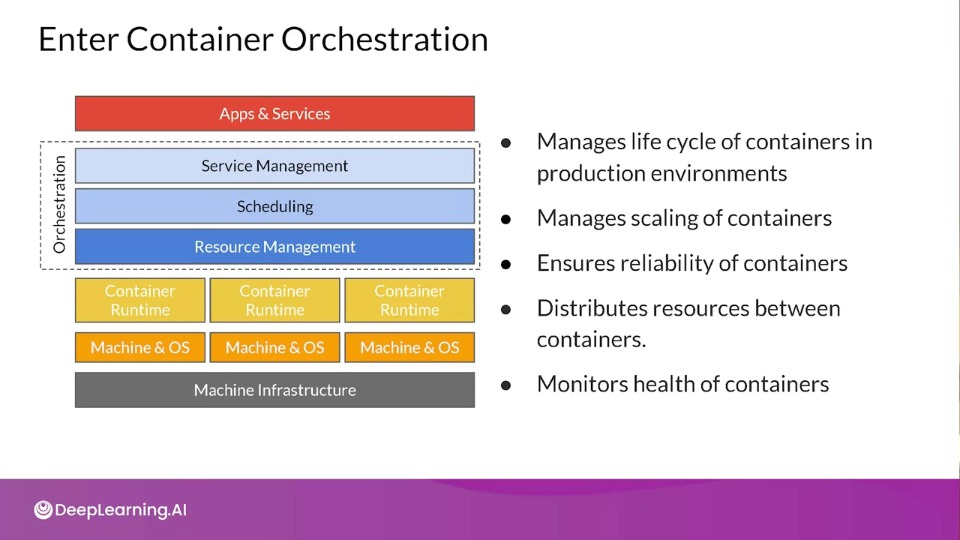 Enter Container Orchestration
Apps & Services
Orchestration
Service Management
Scheduling
Resource Management
Container
Runtime
Container
Runtime
Container
Runtime
Machine & OS
Machine & OS
Machine & OS
Machine Infrastructure
● Manages life cycle of containers in
production environments
● Manages scaling of containers
● Ensures reliability of containers
● Distributes resources between
containers.
● Monitors health of containers
DeepLearning.AI